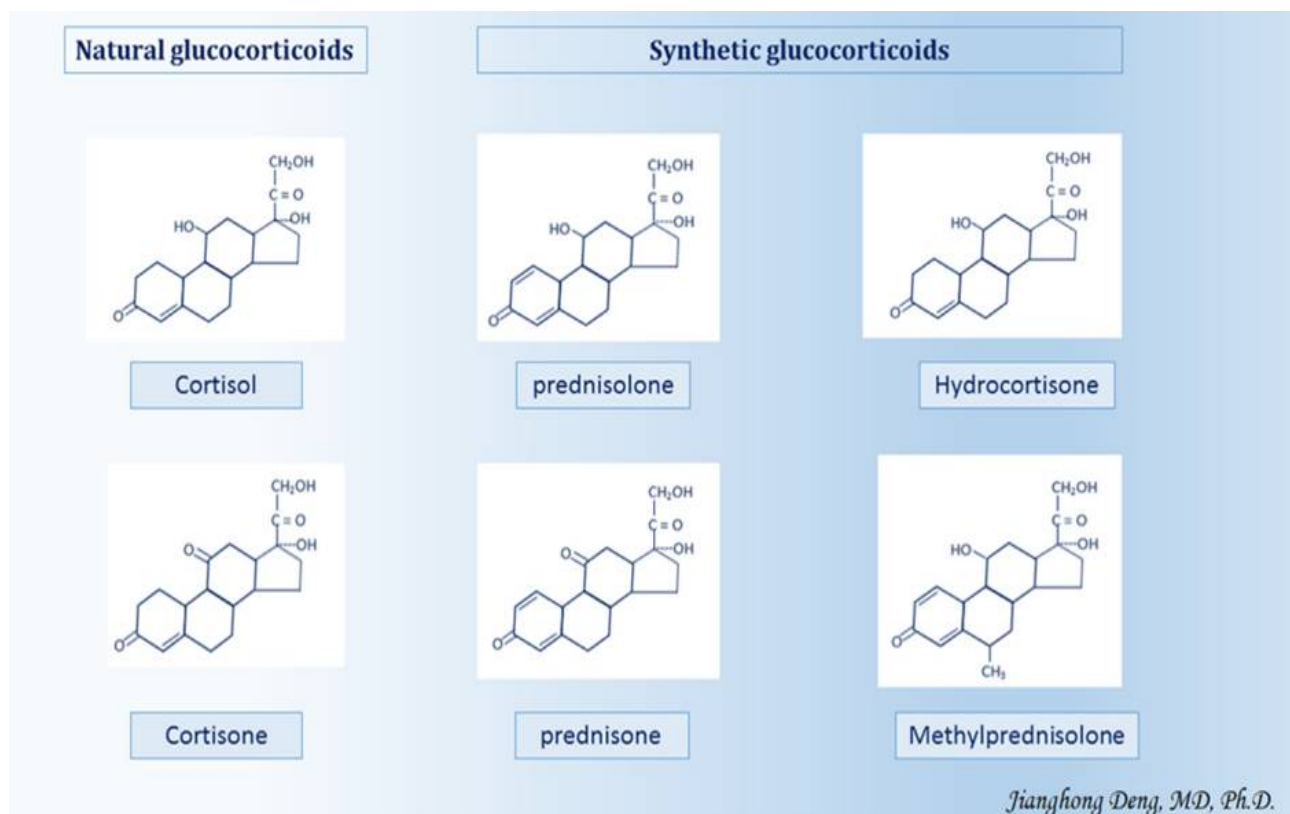 Natural glucocorticoids
Synthetic glucocorticoids
CH₂OH
C=O
HO
OH
O
Cortisol
CH₂OH
C=O
HO
OH
O
prednisolone
CH₂OH
C=O
HO
OH
O
Hydrocortisone
CH₂OH
C=O
O
OH
O
Cortisone
CH₂OH
C=O
O
OH
O
prednisone
CH₂OH
C=O
HO
OH
O
CH₃
Methylprednisolone
Jianghong Deng, MD, Ph.D.